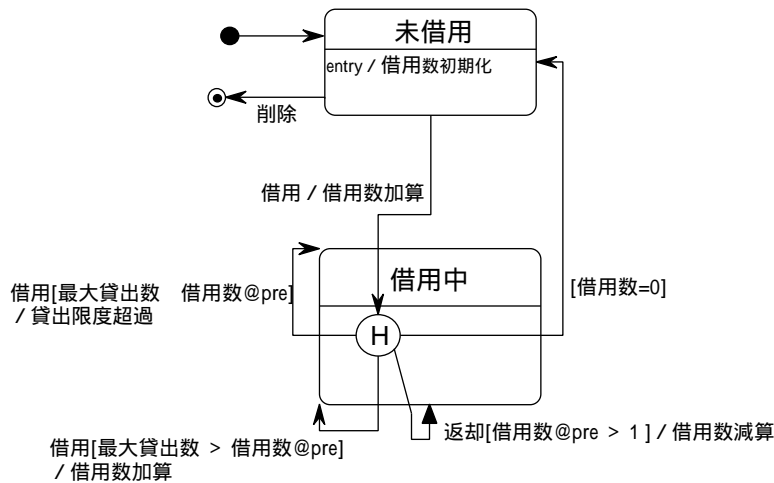 未借用
entry / 借用数初期化
削除
借用 / 借用数加算
借用中
借用[最大貸出数 借用数@pre]
/ 貸出限度超過
[借用数=0]
H
返却[借用数@pre > 1 ] / 借用数減算
借用[最大貸出数 > 借用数@pre]
/ 借用数加算